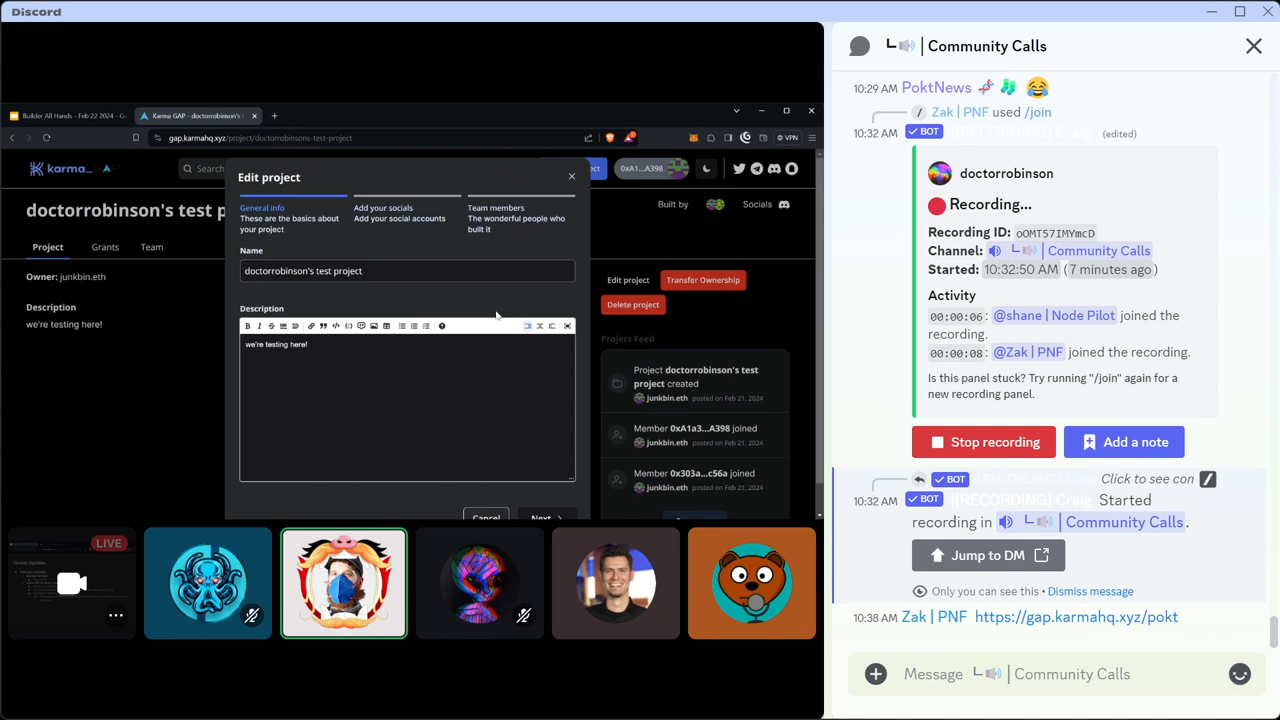 Discord
Builder All Hands - Feb 22 2024 - G
Karma GAP - doctorrobinson's
gap.karmahq.xyz/project/doctorrobinsons-test-project
VPN
karma_
GAP
Search
ect
0xA1...A398
doctorrobinson's test p
Built by
Socials
Project
Grants
Team
Owner: junkbin.eth
Description
we're testing here!
Edit project
General info
These are the basics about
your project
Add your socials
Add your social accounts
Team members
The wonderful people who
built it
Name
doctorrobinson's test project
Description
we're testing here!
Cancel
Next
Edit project
Transfer Ownership
Delete project
Project Feed
Project doctorrobinson's test
project created
junkbin.eth posted on Feb 21, 2024
Member 0xA1a3...A398 joined
junkbin.eth posted on Feb 21, 2024
Member 0x303a...c56a joined
junkbin.eth posted on Feb 21, 2024
LIVE
Community Calls
10:29 AM PoktNews
Zak | PNF used /join
10:32 AM BOT [RECORDING] Craig (edited)
doctorrobinson
Recording...
Recording ID: oOMT57IMYmcD
Channel: Community Calls
Started: 10:32:50 AM (7 minutes ago)
Activity
00:00:06: @shane | Node Pilot joined the
recording.
00:00:08: @Zak | PNF joined the recording.
Is this panel stuck? Try running "/join" again for a
new recording panel.
Stop recording
Add a note
BOT [RECORDING] Craig Click to see con
10:32 AM BOT [RECORDING] Craig Started
recording in Community Calls.
Jump to DM
Only you can see this • Dismiss message
10:38 AM Zak | PNF https://gap.karmahq.xyz/pokt
Message Community Calls